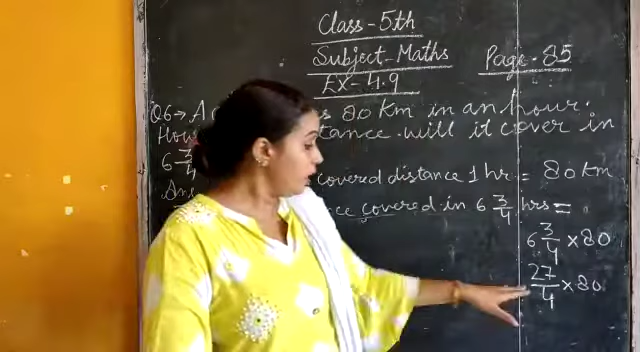 Class-5th
Subject-Maths
Page-85
Ex-4.9
Q6→ A s 80 Km in an hour.
How tance will it cover in
6 3/4
Ans covered distance 1 hr = 80 km
ce covered in 6 3/4 hrs =
6 3/4 × 80
27/4 × 80